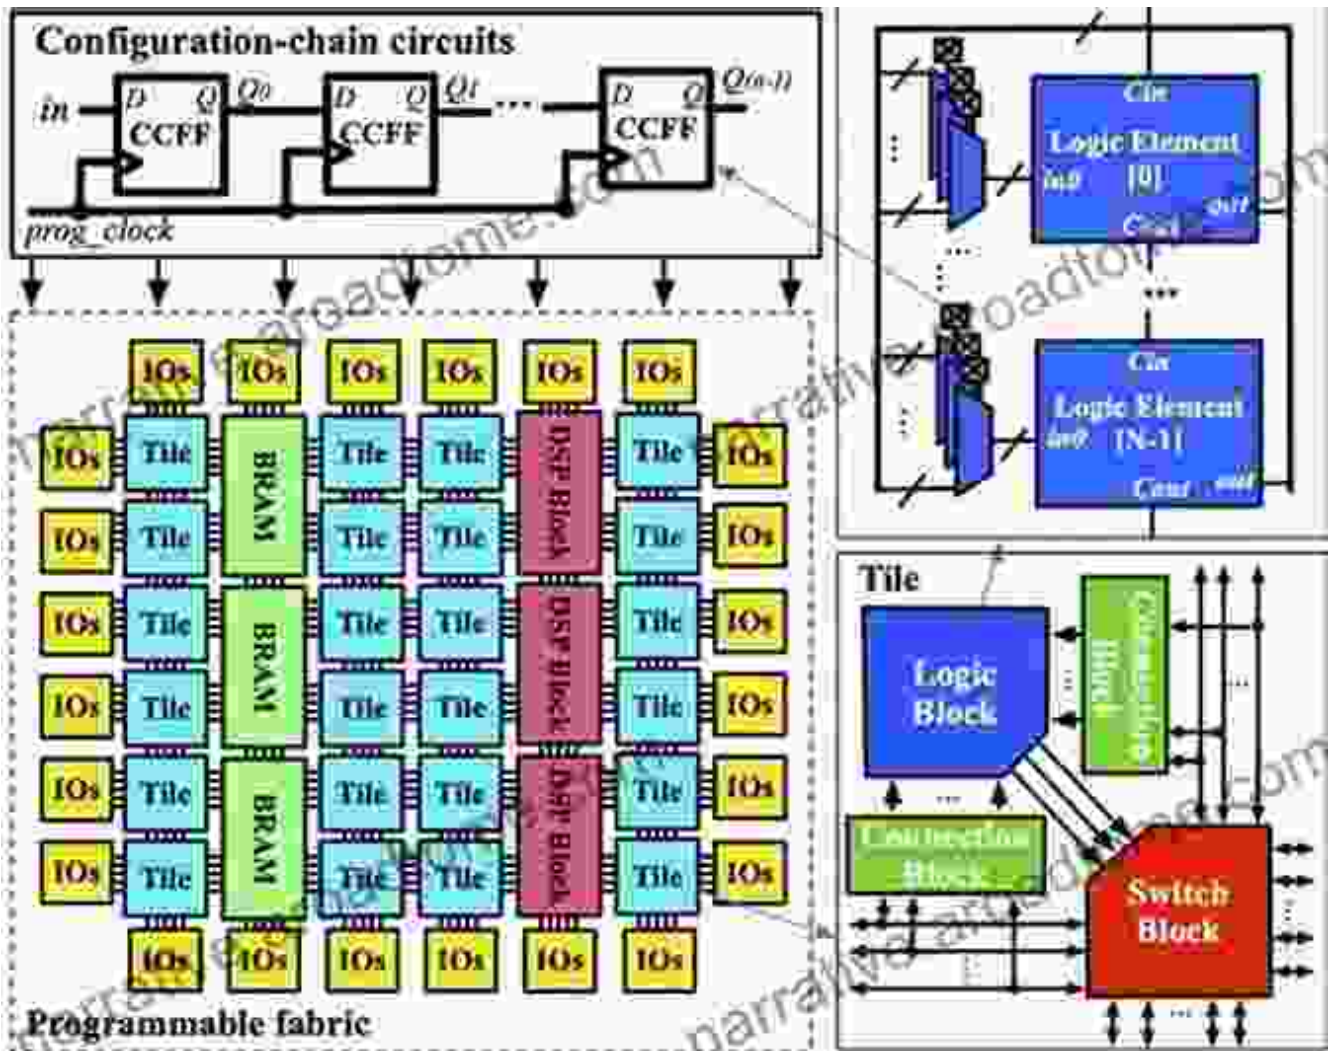 Configuration-chain circuits
in D Q Q0 D Q Q1 ... D Q Q(n-1)
CCFF CCFF CCFF
prog_clock
IOs IOs IOs IOs IOs IOs
IOs Tile Tile Tile Tile IOs
BRAM DSP Block
IOs Tile Tile Tile Tile IOs
IOs Tile Tile Tile Tile IOs
BRAM DSP Block
IOs Tile Tile Tile Tile IOs
IOs Tile Tile Tile Tile IOs
BRAM DSP Block
IOs Tile Tile Tile Tile IOs
IOs IOs IOs IOs IOs IOs
Programmable fabric
Cin
Logic Element
in0 [0]
out
Cout
...
Cin
Logic Element
in0 [N-1]
Cout out
Tile
Logic
Block
Connection
Block
Connection
Block
Switch
Block